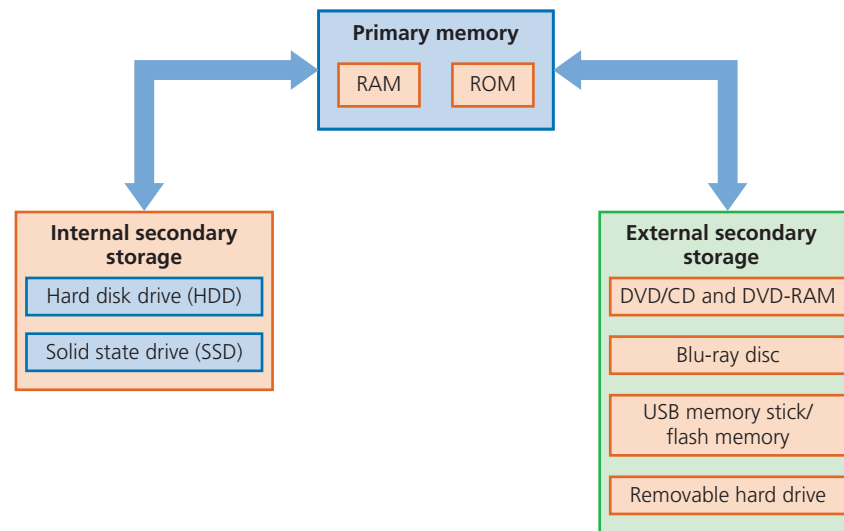 Primary memory
RAM
ROM
Internal secondary
storage
Hard disk drive (HDD)
Solid state drive (SSD)
External secondary
storage
DVD/CD and DVD-RAM
Blu-ray disc
USB memory stick/
flash memory
Removable hard drive